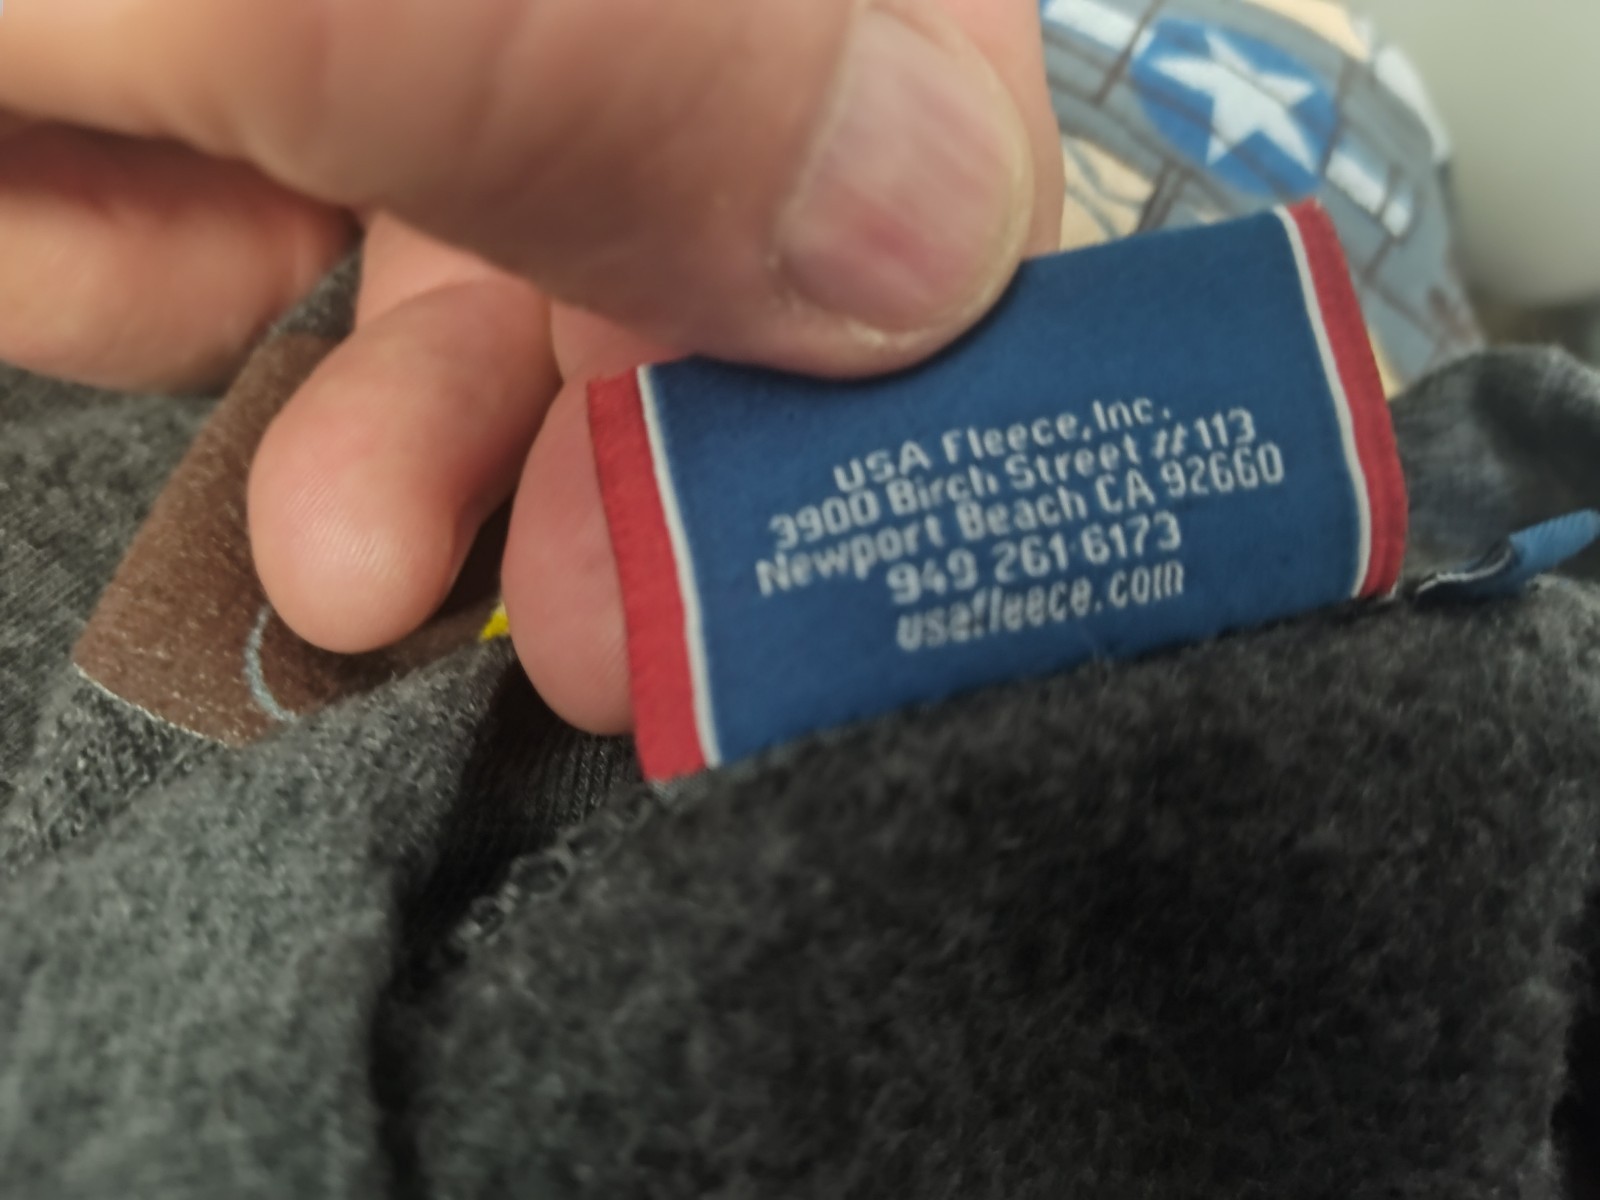 USA Fleece, Inc.
3900 Birch Street #113
Newport Beach CA 92660
949 261·6173
usafleece.com